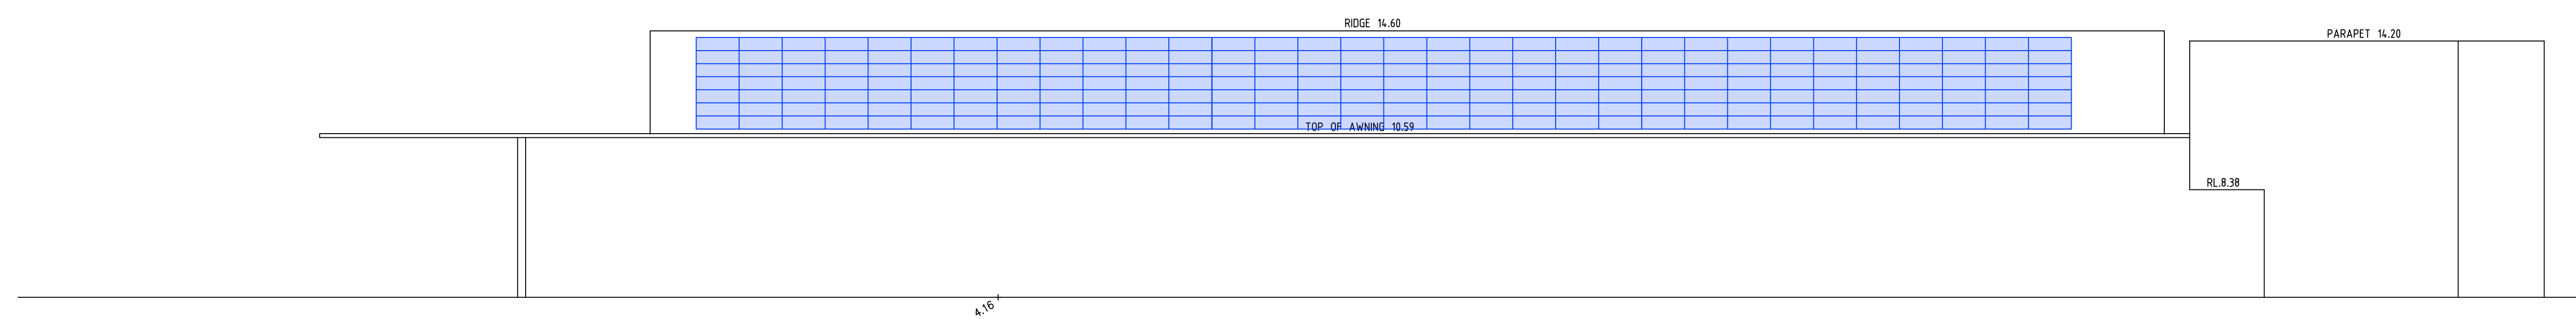 RIDGE 14.60
PARAPET 14.20
TOP OF AWNING 10.59
RL.8.38
4.16